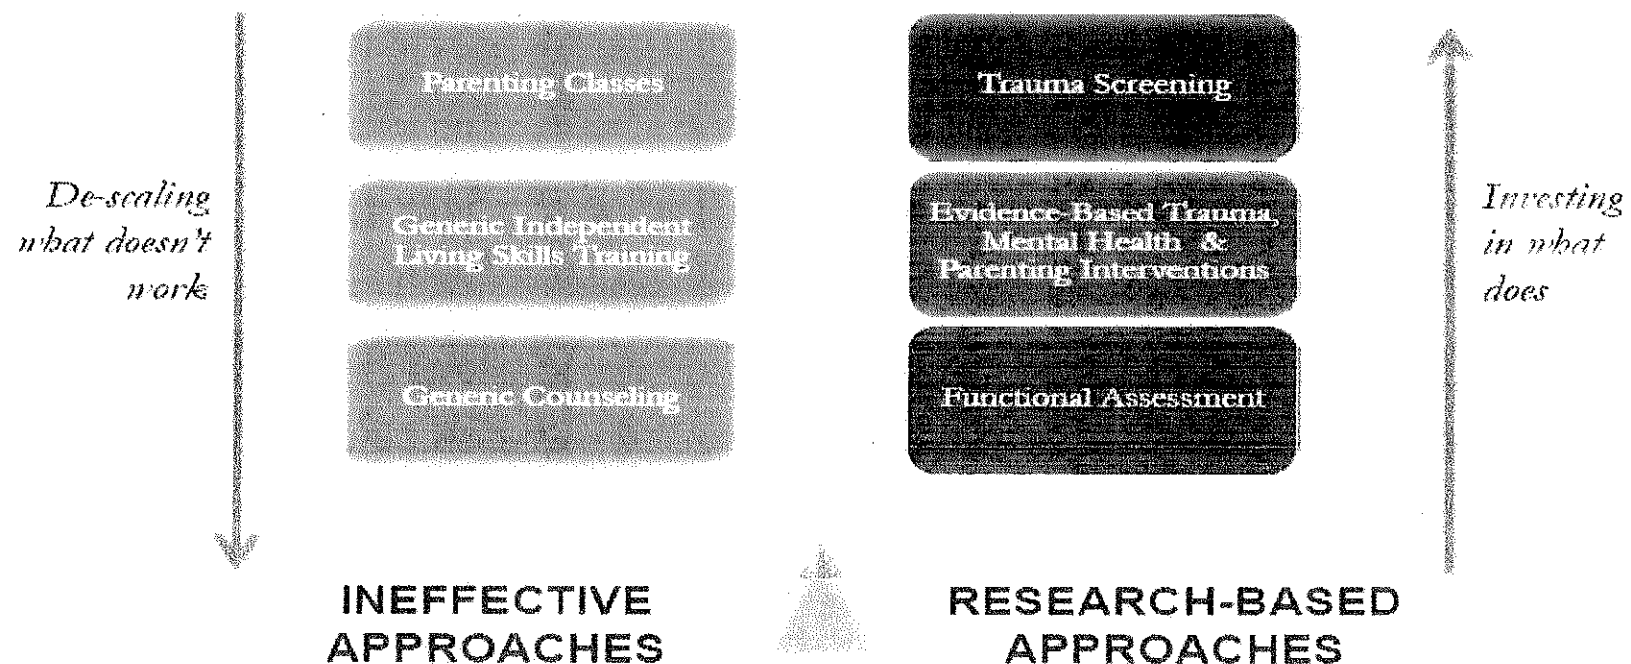 De-scaling
what doesn't
work
Parenting Classes
Generic Independent
Living Skills Training
Generic Counseling
INEFFECTIVE
APPROACHES
Trauma Screening
Evidence-Based Trauma,
Mental Health &
Parenting Interventions
Functional Assessment
RESEARCH-BASED
APPROACHES
Investing
in what
does